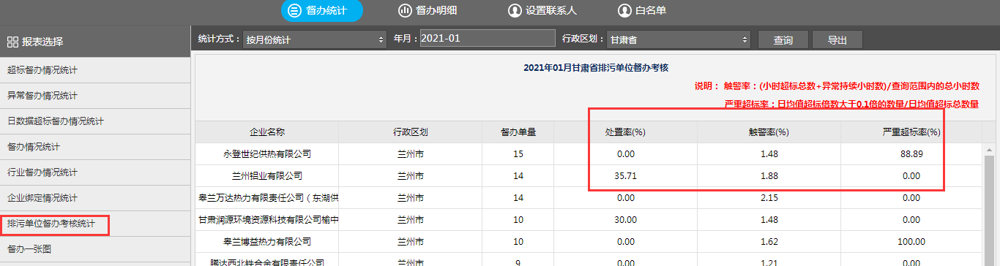 督办统计 督办明细 设置联系人 白名单
报表选择
统计方式： 按月份统计 年月： 2021-01 行政区划： 甘肃省 查询 导出
超标督办情况统计
异常督办情况统计
日数据超标督办情况统计
督办情况统计
行业督办情况统计
企业绑定情况统计
排污单位督办考核统计
督办一张图
2021年01月甘肃省排污单位督办考核
说明： 触警率：(小时超标总数+异常持续小时数)/查询范围内的总小时数
严重超标率：日均值超标倍数大于0.1倍的数量/日均值超标总数量
企业名称 行政区划 督办单量 处置率(%) 触警率(%) 严重超标率(%)
永登世纪供热有限公司 兰州市 15 0.00 1.48 88.89
兰州铝业有限公司 兰州市 14 35.71 1.88 0.00
皋兰万达热力有限责任公司（东湖供 兰州市 14 0.00 2.15 0.00
甘肃润源环境资源科技有限公司榆中 兰州市 10 30.00 1.48 0.00
皋兰博益热力有限公司 兰州市 10 0.00 1.62 100.00
腾达西北铁合金有限责任公司 兰州市 9 0.00 1.21 0.00